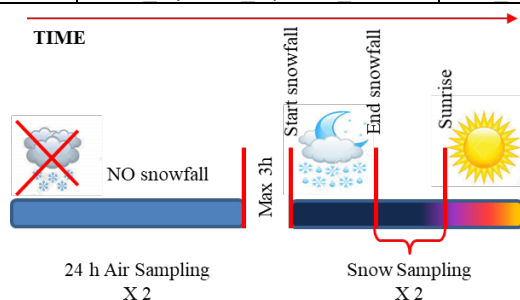 TIME
NO snowfall
Max 3h
Start snowfall
End snowfall
Sunrise
24 h Air Sampling
X 2
Snow Sampling
X 2